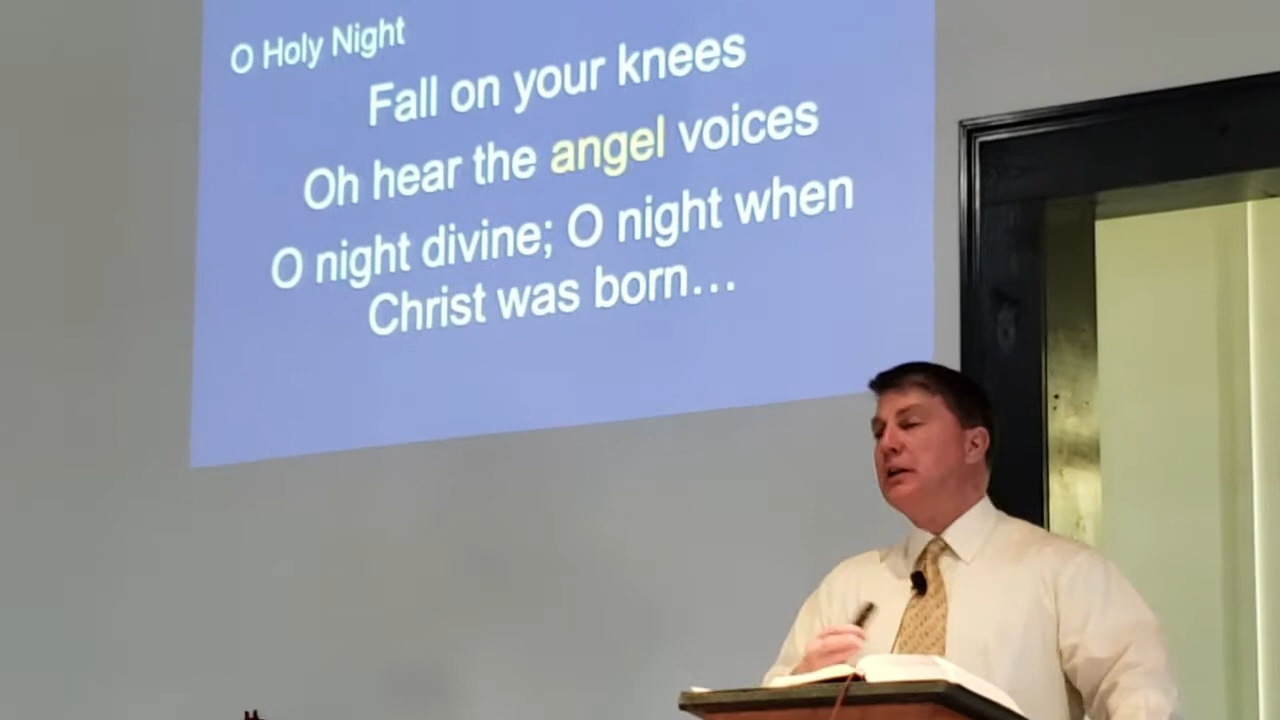 O Holy Night
Fall on your knees
Oh hear the angel voices
O night divine; O night when
Christ was born…